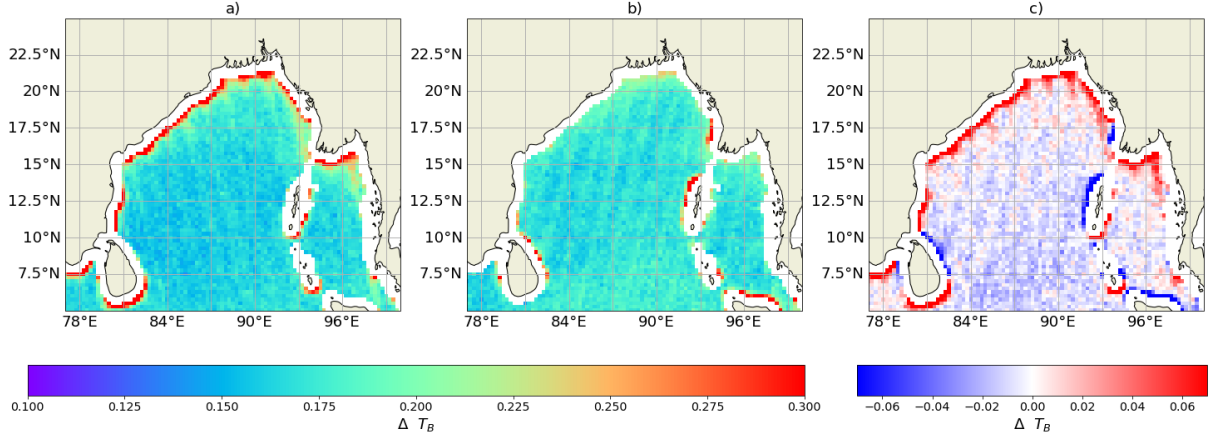 a) b) c)
22.5°N 22.5°N 22.5°N
20°N 20°N 20°N
17.5°N 17.5°N 17.5°N
15°N 15°N 15°N
12.5°N 12.5°N 12.5°N
10°N 10°N 10°N
7.5°N 7.5°N 7.5°N
78°E 84°E 90°E 96°E 78°E 84°E 90°E 96°E 78°E 84°E 90°E 96°E
0.100 0.125 0.150 0.175 0.200 0.225 0.250 0.275 0.300 −0.06 −0.04 −0.02 0.00 0.02 0.04 0.06
Δ T_B Δ T_B